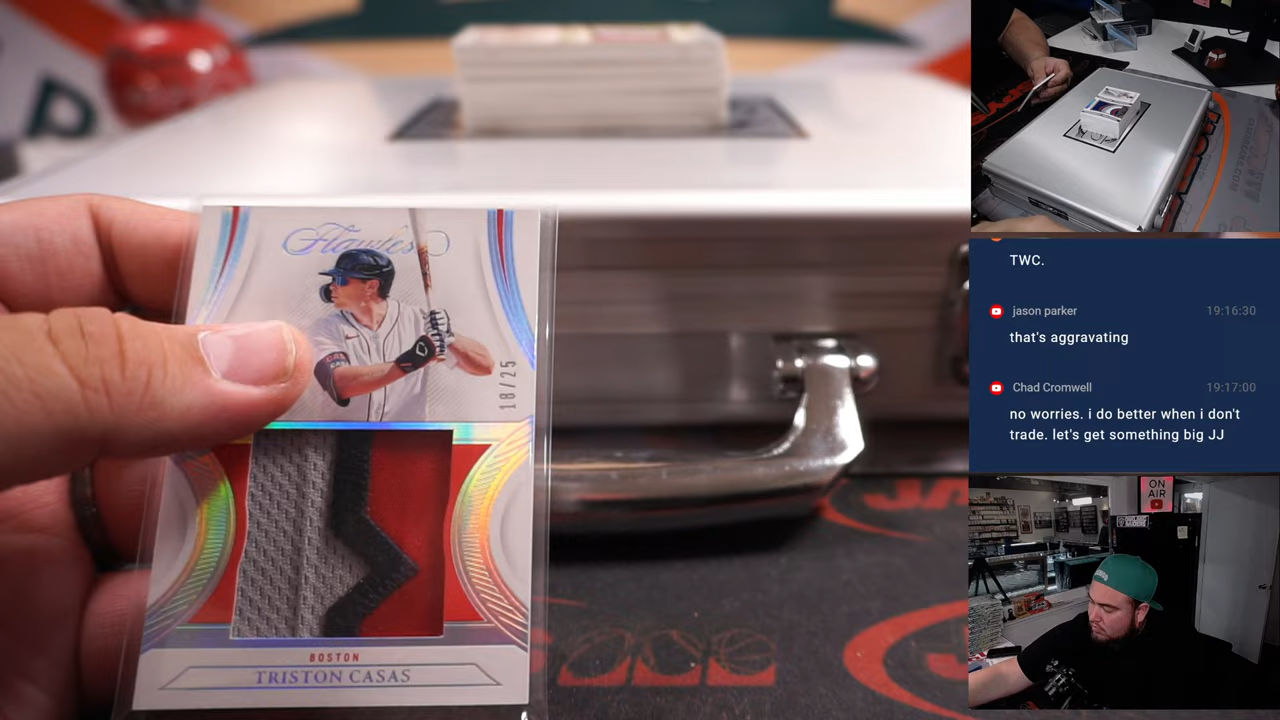 Flawless
18/25
BOSTON
TRISTON CASAS
TWC.
jason parker 19:16:30
that's aggravating
Chad Cromwell 19:17:00
no worries. i do better when i don't
trade. let's get something big JJ
ON
AIR